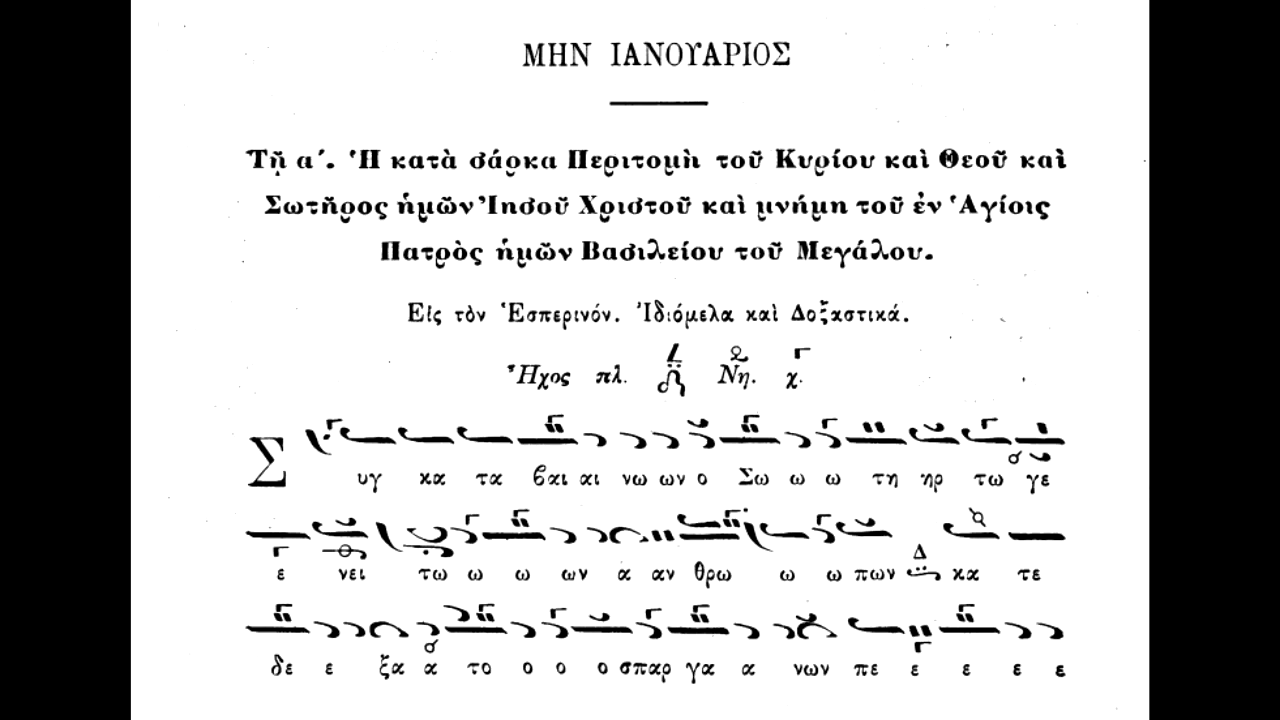 ΜΗΝ ΙΑΝΟΥΑΡΙΟΣ
Τῇ α΄. Ἡ κατὰ σάρκα Περιτομὴ τοῦ Κυρίου καὶ Θεοῦ καὶ
Σωτῆρος ἡμῶν Ἰησοῦ Χριστοῦ καὶ μνήμη τοῦ ἐν Ἁγίοις
Πατρὸς ἡμῶν Βασιλείου τοῦ Μεγάλου.
Εἰς τὸν Ἑσπερινόν. Ἰδιόμελα καὶ Δοξαστικά.
Ἦχος πλ. Νη. χ.
Σ υγ κα τα βαι αι νω ων ο Σω ω ω τη ηρ τω γε
ε νει τω ω ω ων α αν θρω ω ω πων Δ κα τε
δε ε ξα α το ο ο ο σπαρ γα α νων πε ε ε ε ε